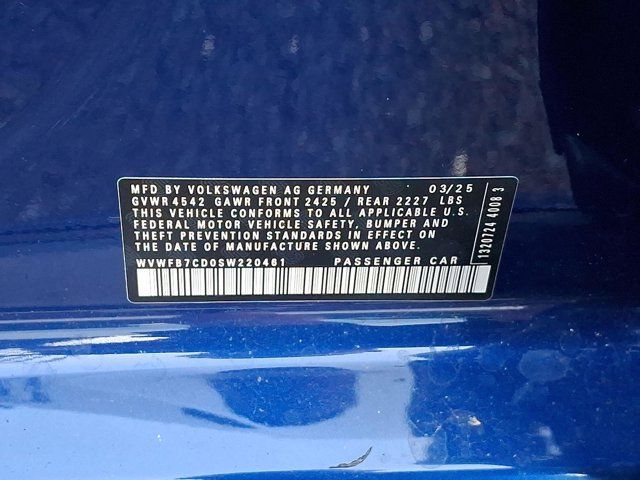 MFD BY VOLKSWAGEN AG GERMANY 03/25
GVWR 4542 GAWR FRONT 2425 / REAR 2227 LBS
THIS VEHICLE CONFORMS TO ALL APPLICABLE U.S.
FEDERAL MOTOR VEHICLE SAFETY, BUMPER AND
THEFT PREVENTION STANDARDS IN EFFECT ON
THE DATE OF MANUFACTURE SHOWN ABOVE.
WVWFB7CD0SW220461 PASSENGER CAR
1320724 4008 3